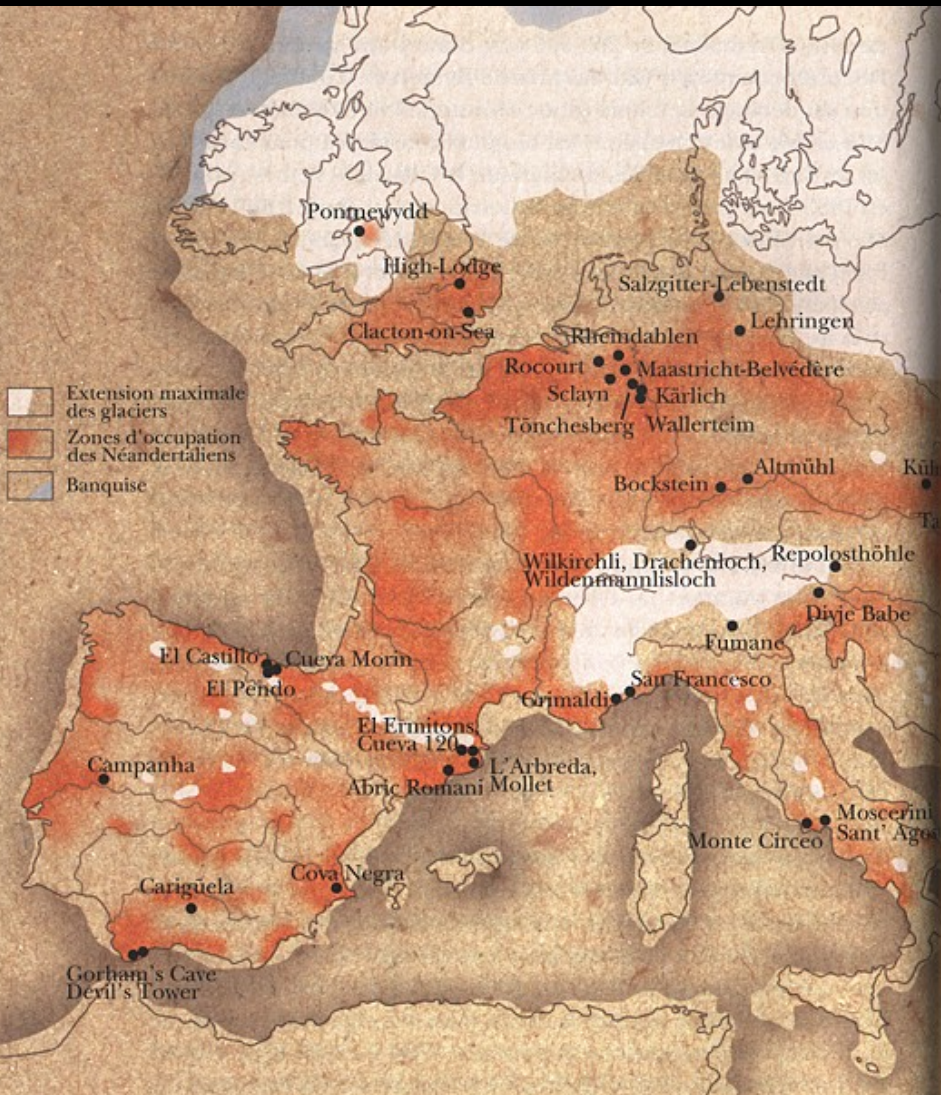 Pontnewydd
High-Lodge
Clacton-on-Sea
Salzgitter-Lebenstedt
Lehringen
Rheindahlen
Rocourt
Maastricht-Belvédère
Sclayn
Kärlich
Tönchesberg
Wallerteim
Extension maximale
des glaciers
Zones d'occupation
des Néandertaliens
Banquise
Altmühl
Bockstein
Wilkirchli, Drachenloch,
Wildenmannlisloch
Repolosthöhle
Divje Babe
Fumane
El Castillo
Cueva Morin
El Pendo
San Francesco
Grimaldi
El Ermitons,
Cueva 120
L'Arbreda,
Mollet
Abric Romani
Campanha
Moscerini
Sant' Ago
Monte Circeo
Cova Negra
Carigüela
Gorham's Cave
Devil's Tower